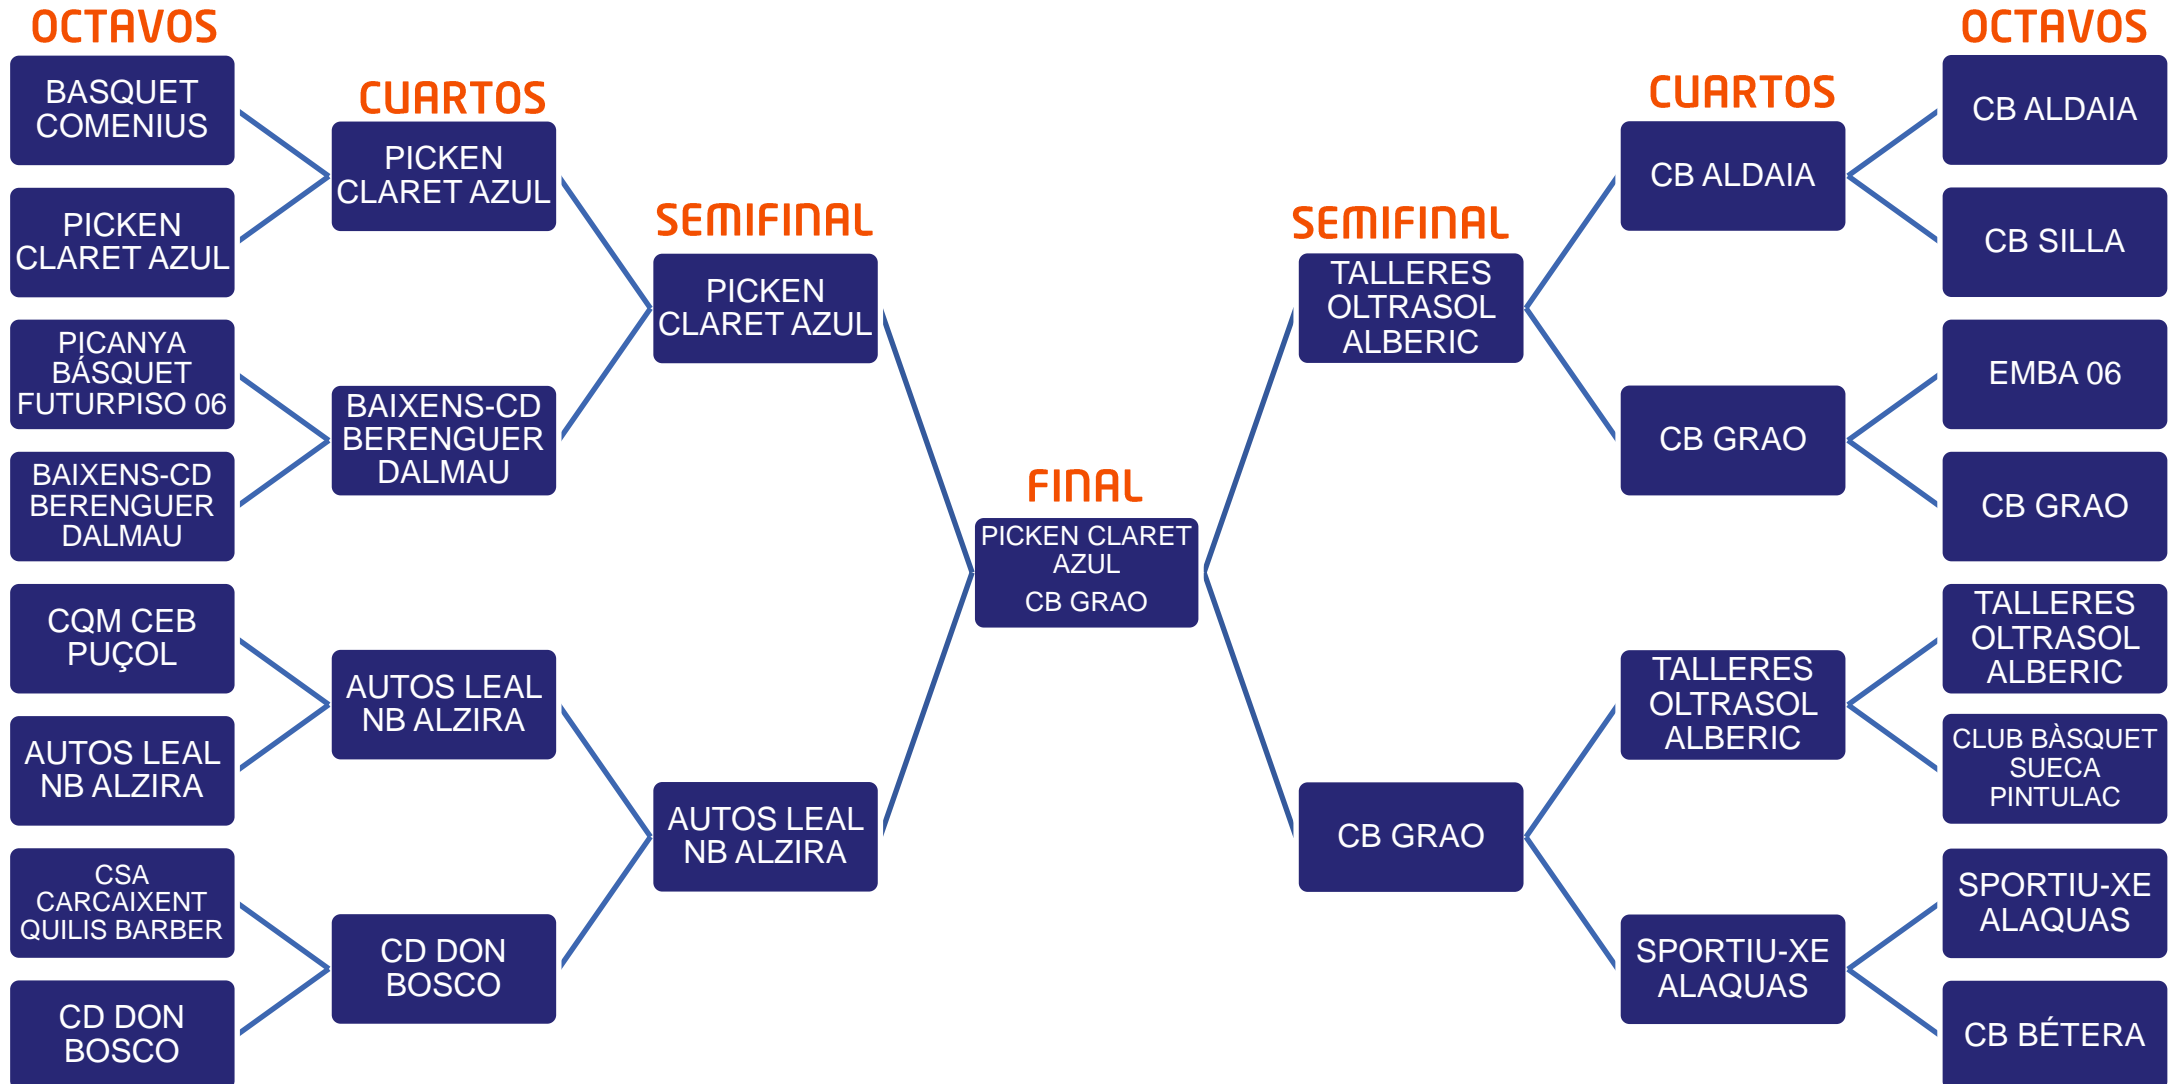 OCTAVOS
BASQUET
COMENIUS
PICKEN
CLARET AZUL
PICANYA
BÁSQUET
FUTURPISO 06
BAIXENS-CD
BERENGUER
DALMAU
CQM CEB
PUÇOL
AUTOS LEAL
NB ALZIRA
CSA
CARCAIXENT
QUILIS BARBER
CD DON
BOSCO
CUARTOS
PICKEN
CLARET AZUL
BAIXENS-CD
BERENGUER
DALMAU
AUTOS LEAL
NB ALZIRA
CD DON
BOSCO
SEMIFINAL
PICKEN
CLARET AZUL
AUTOS LEAL
NB ALZIRA
FINAL
PICKEN CLARET
AZUL
CB GRAO
SEMIFINAL
TALLERES
OLTRASOL
ALBERIC
CB GRAO
CUARTOS
CB ALDAIA
CB GRAO
TALLERES
OLTRASOL
ALBERIC
SPORTIU-XE
ALAQUAS
OCTAVOS
CB ALDAIA
CB SILLA
EMBA 06
CB GRAO
TALLERES
OLTRASOL
ALBERIC
CLUB BÀSQUET
SUECA
PINTULAC
SPORTIU-XE
ALAQUAS
CB BÉTERA